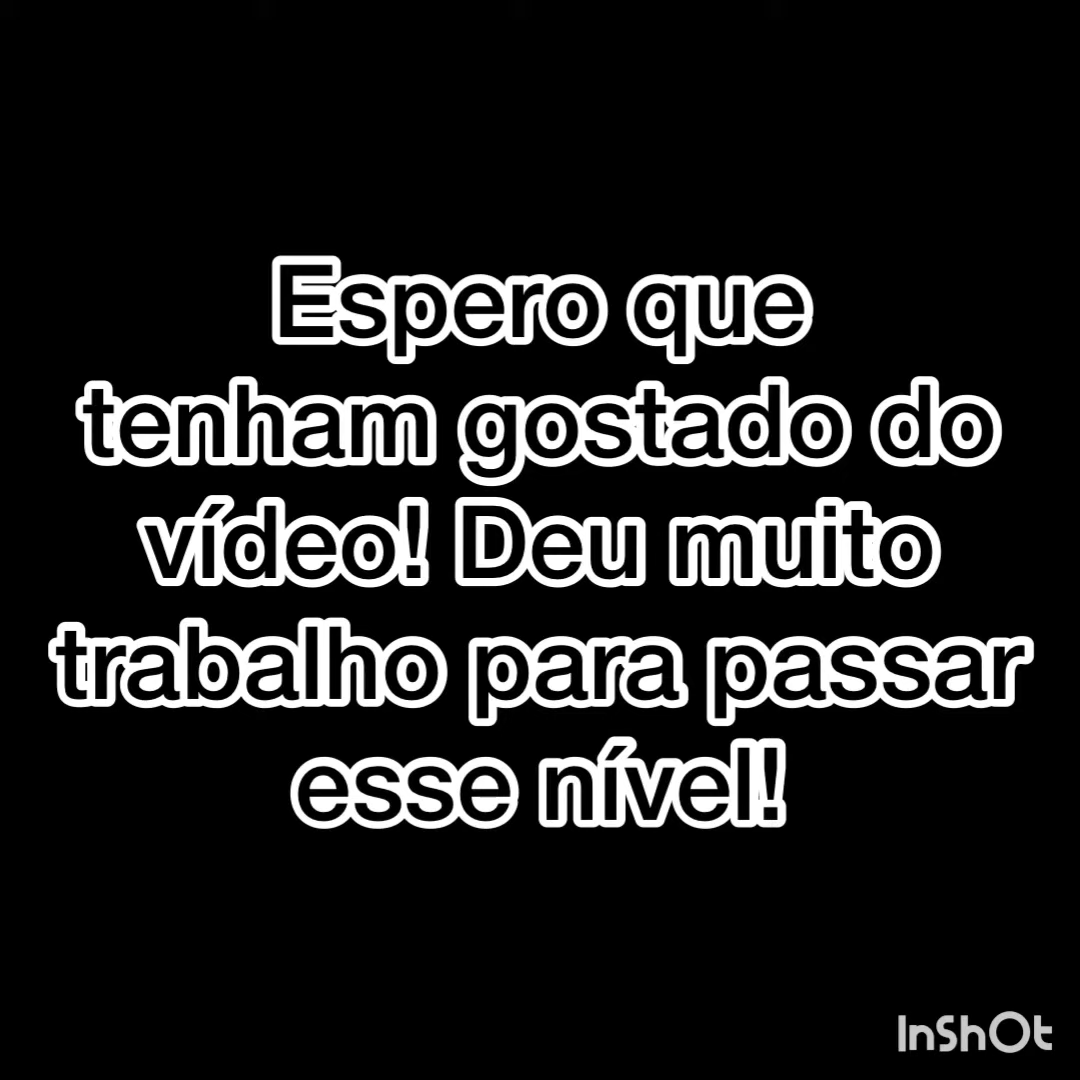 Espero que
tenham gostado do
vídeo! Deu muito
trabalho para passar
esse nível!
InShOt